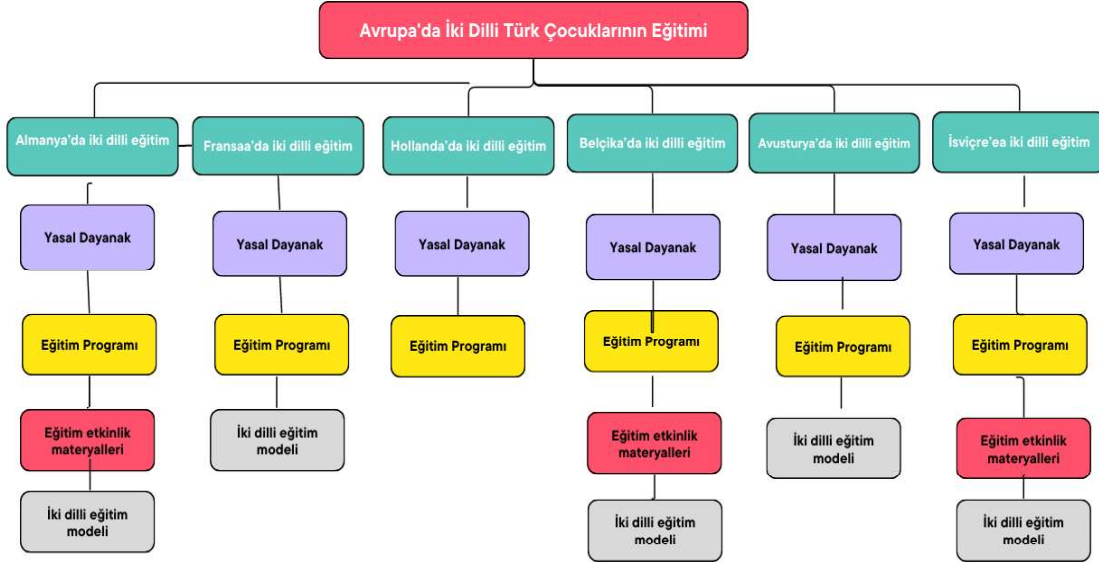 Avrupa'da İki Dilli Türk Çocuklarının Eğitimi
Almanya'da iki dilli eğitim
Fransaa'da iki dilli eğitim
Hollanda'da iki dilli eğitim
Belçika'da iki dilli eğitim
Avusturya'da iki dilli eğitim
İsviçre'ea iki dilli eğitim
Yasal Dayanak
Yasal Dayanak
Yasal Dayanak
Yasal Dayanak
Yasal Dayanak
Yasal Dayanak
Eğitim Programı
Eğitim Programı
Eğitim Programı
Eğitim Programı
Eğitim Programı
Eğitim Programı
Eğitim etkinlik
materyalleri
İki dilli eğitim
modeli
Eğitim etkinlik
materyalleri
İki dilli eğitim
modeli
Eğitim etkinlik
materyalleri
İki dilli eğitim
modeli
İki dilli eğitim
modeli
İki dilli eğitim
modeli